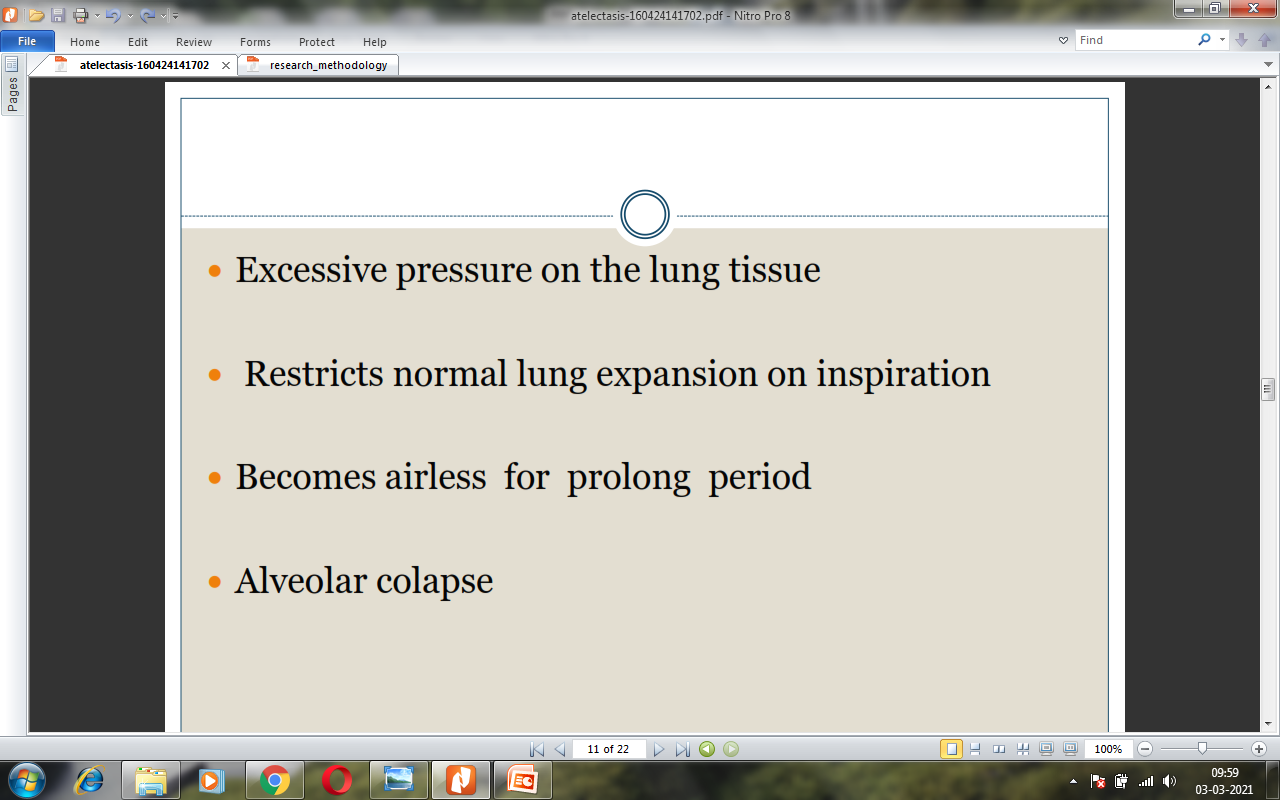 atelectasis-160424141702.pdf - Nitro Pro 8
File Home Edit Review Forms Protect Help Find
atelectasis-160424141702 research_methodology
Pages
• Excessive pressure on the lung tissue
• Restricts normal lung expansion on inspiration
• Becomes airless for prolong period
• Alveolar colapse
11 of 22 100%
09:59
03-03-2021